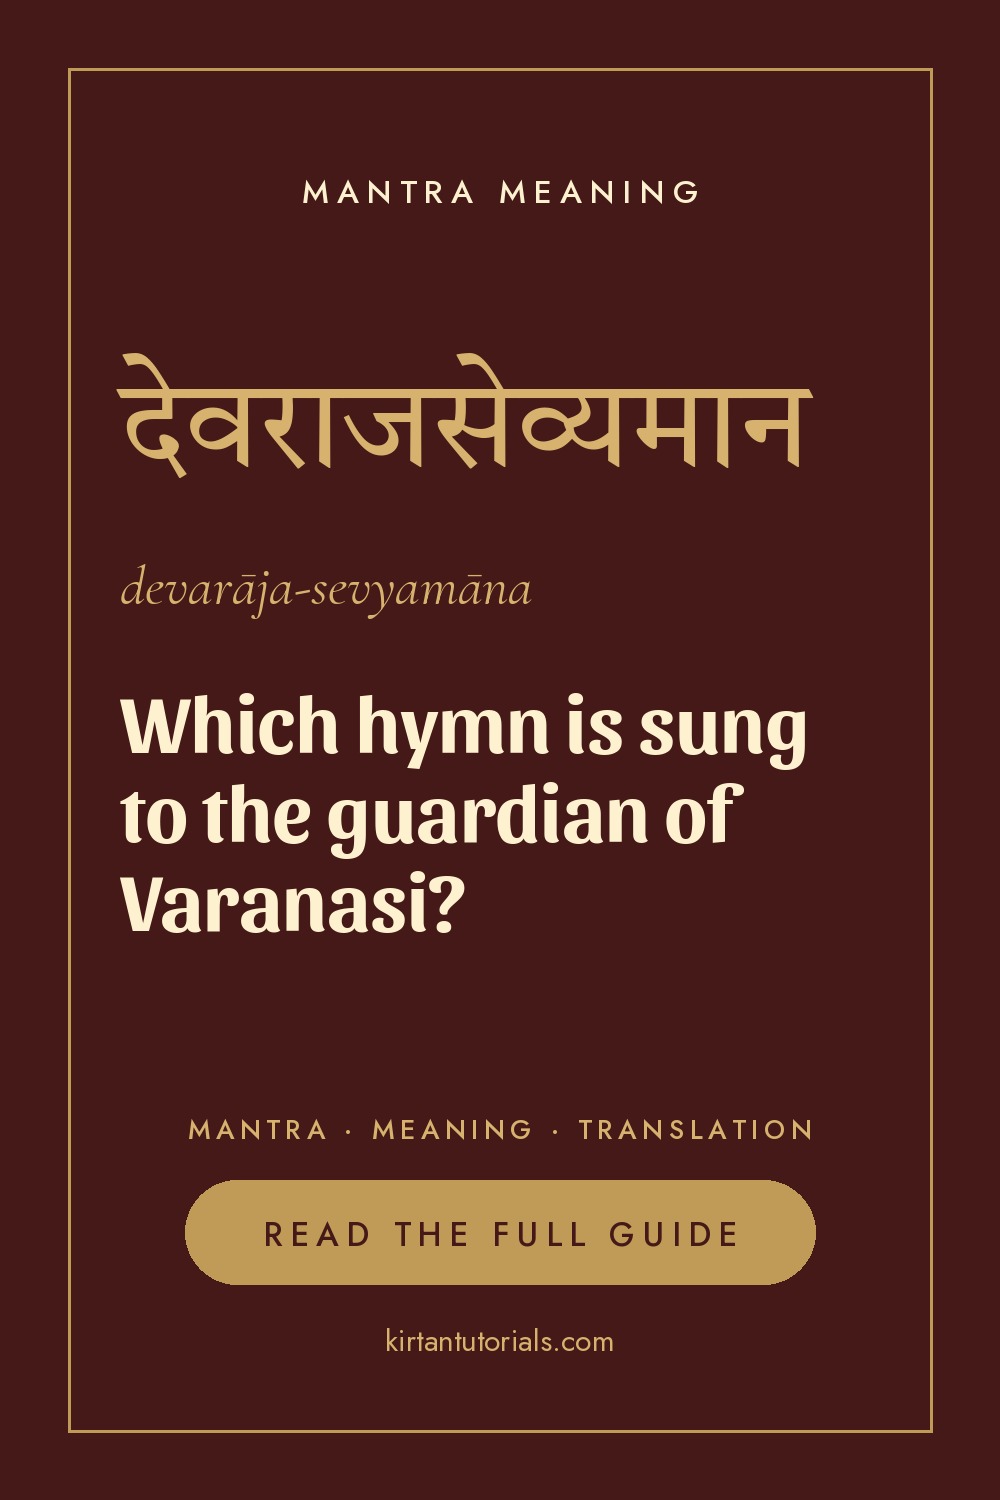 MANTRA MEANING
देवराजसेव्यमान
devarāja-sevyamāna
Which hymn is sung
to the guardian of
Varanasi?
MANTRA · MEANING · TRANSLATION
READ THE FULL GUIDE
kirtantutorials.com